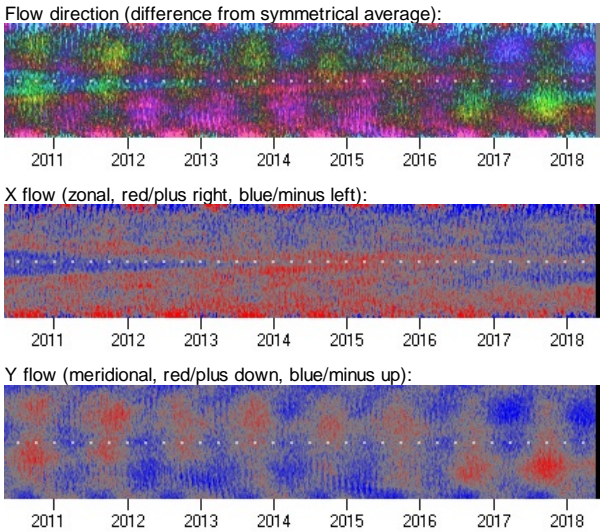 Flow direction (difference from symmetrical average):
2011 2012 2013 2014 2015 2016 2017 2018
X flow (zonal, red/plus right, blue/minus left):
2011 2012 2013 2014 2015 2016 2017 2018
Y flow (meridional, red/plus down, blue/minus up):
2011 2012 2013 2014 2015 2016 2017 2018